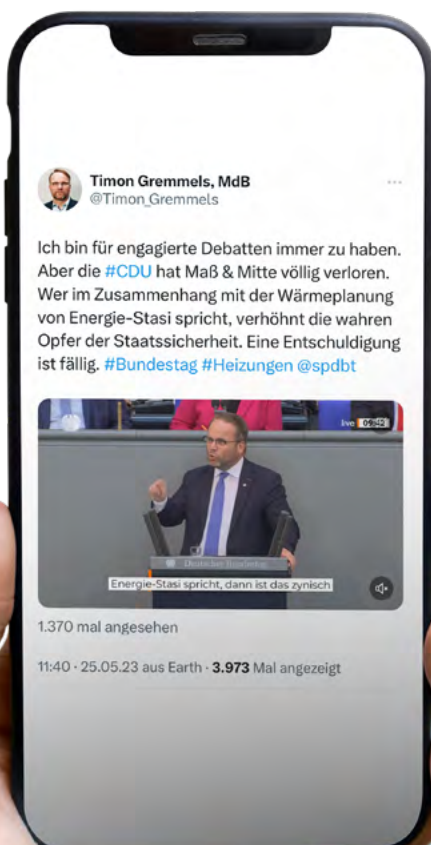 Timon Gremmels, MdB
@Timon_Gremmels
Ich bin für engagierte Debatten immer zu haben.
Aber die #CDU hat Maß & Mitte völlig verloren.
Wer im Zusammenhang mit der Wärmeplanung
von Energie-Stasi spricht, verhöhnt die wahren
Opfer der Staatssicherheit. Eine Entschuldigung
ist fällig. #Bundestag #Heizungen @spdbt
live 09:42
Deutscher Bundestag
Energie-Stasi spricht, dann ist das zynisch
1.370 mal angesehen
11:40 · 25.05.23 aus Earth · 3.973 Mal angezeigt